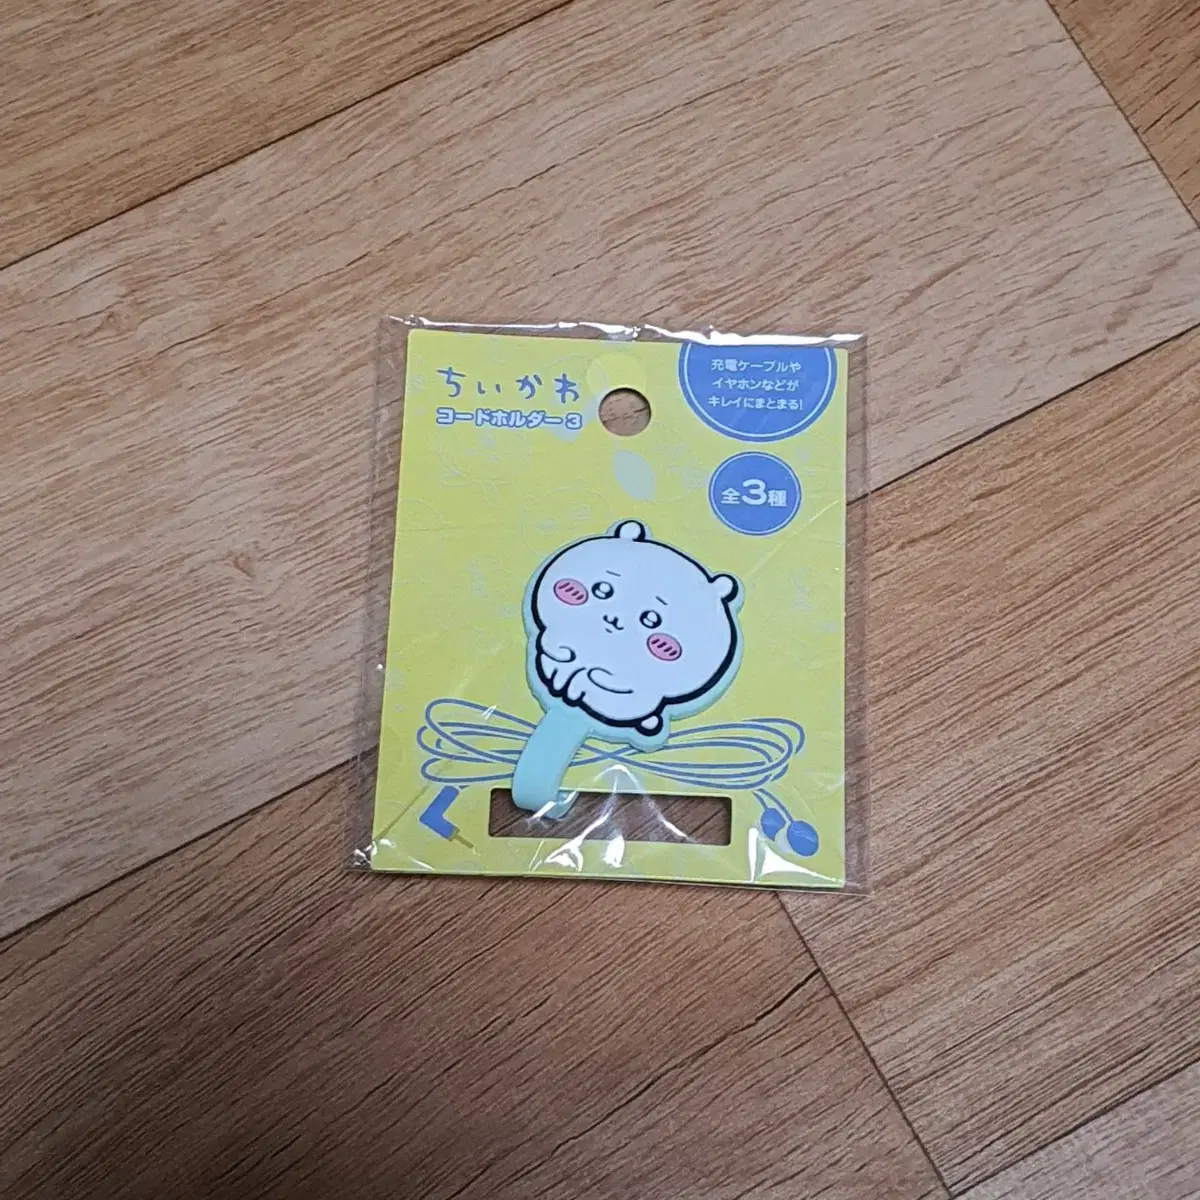 ちいかわ
コードホルダー3
充電ケーブルや
イヤホンなどが
キレイにまとまる!
全3種